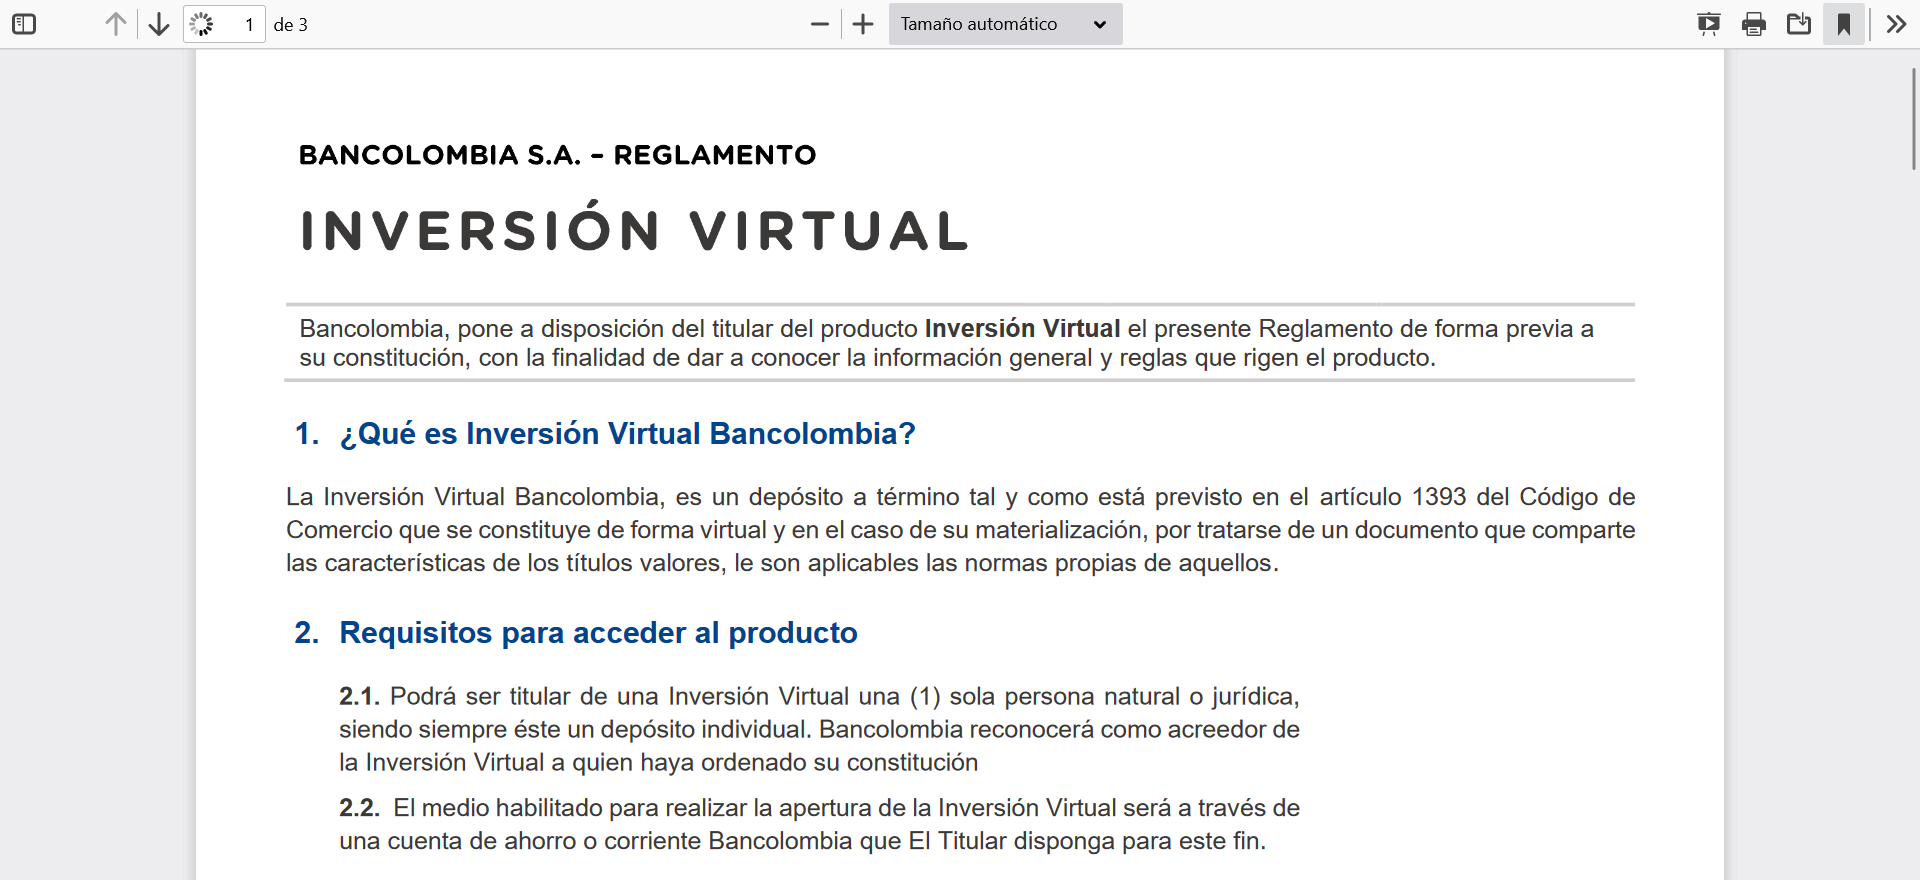 1 de 3 Tamaño automático
BANCOLOMBIA S.A. – REGLAMENTO
INVERSIÓN VIRTUAL
Bancolombia, pone a disposición del titular del producto Inversión Virtual el presente Reglamento de forma previa a
su constitución, con la finalidad de dar a conocer la información general y reglas que rigen el producto.
1. ¿Qué es Inversión Virtual Bancolombia?
La Inversión Virtual Bancolombia, es un depósito a término tal y como está previsto en el artículo 1393 del Código de
Comercio que se constituye de forma virtual y en el caso de su materialización, por tratarse de un documento que comparte
las características de los títulos valores, le son aplicables las normas propias de aquellos.
2. Requisitos para acceder al producto
2.1. Podrá ser titular de una Inversión Virtual una (1) sola persona natural o jurídica,
siendo siempre éste un depósito individual. Bancolombia reconocerá como acreedor de
la Inversión Virtual a quien haya ordenado su constitución
2.2. El medio habilitado para realizar la apertura de la Inversión Virtual será a través de
una cuenta de ahorro o corriente Bancolombia que El Titular disponga para este fin.